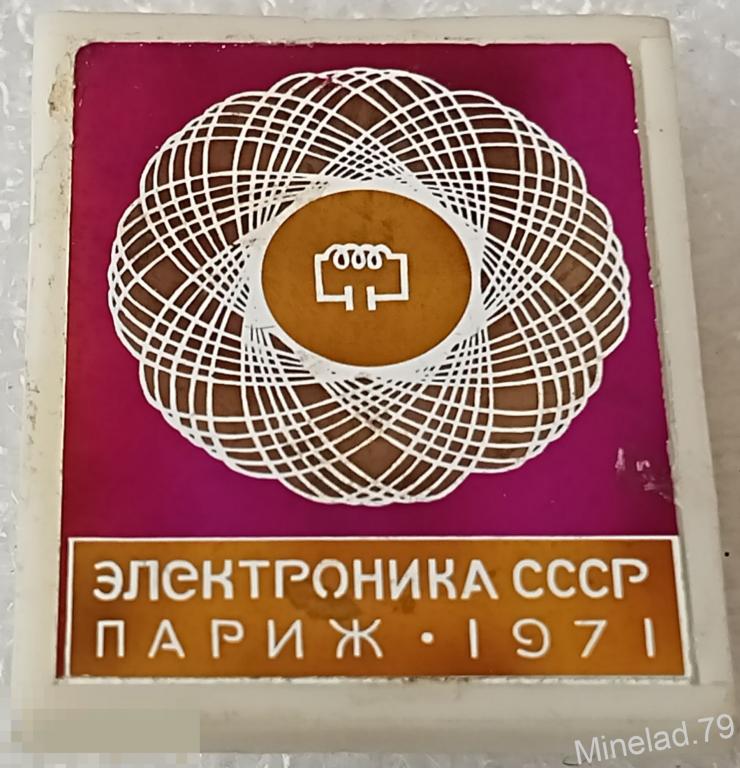 ЭЛЕКТРОНИКА СССР
ПАРИЖ · 1971
Minelad.79